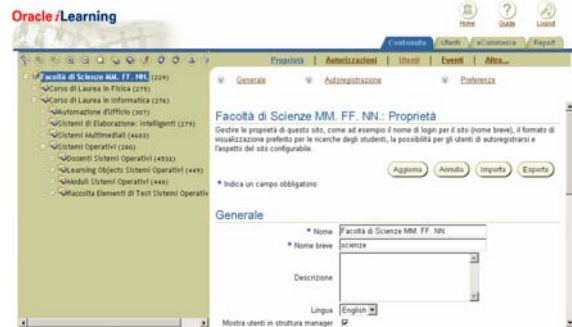 Oracle iLearning
Home Guida Logout
Contenuto Utenti eCommerce Report
Proprietà | Autorizzazioni | Utenti | Eventi | Altro...
Generale Autoregistrazione Preferenze
Facoltà di Scienze MM. FF. NN. (229)
Corso di Laurea in Fisica (275)
Corso di Laurea in Informatica (276)
Automazione d'Ufficio (307)
Sistemi di Elaborazione: Intelligenti (279)
Sistemi Multimediali (4603)
Sistemi Operativi (280)
Docenti Sistemi Operativi (4531)
Learning Objects Sistemi Operativi (445)
Moduli Sistemi Operativi (446)
Raccolta Elementi di Test Sistemi Operativ
Facoltà di Scienze MM. FF. NN.: Proprietà
Gestire le proprietà di questo sito, come ad esempio il nome di login per il sito (nome breve), il formato di
visualizzazione preferito per le ricerche degli studenti, la possibilità per gli utenti di autoregistrarsi e
l'aspetto del sito configurabile.
Aggiorna Annulla Importa Esporta
* Indica un campo obbligatorio
Generale
* Nome Facoltà di Scienze MM. FF. NN.
* Nome breve scienze
Descrizione
Lingua English
Mostra utenti in struttura manager